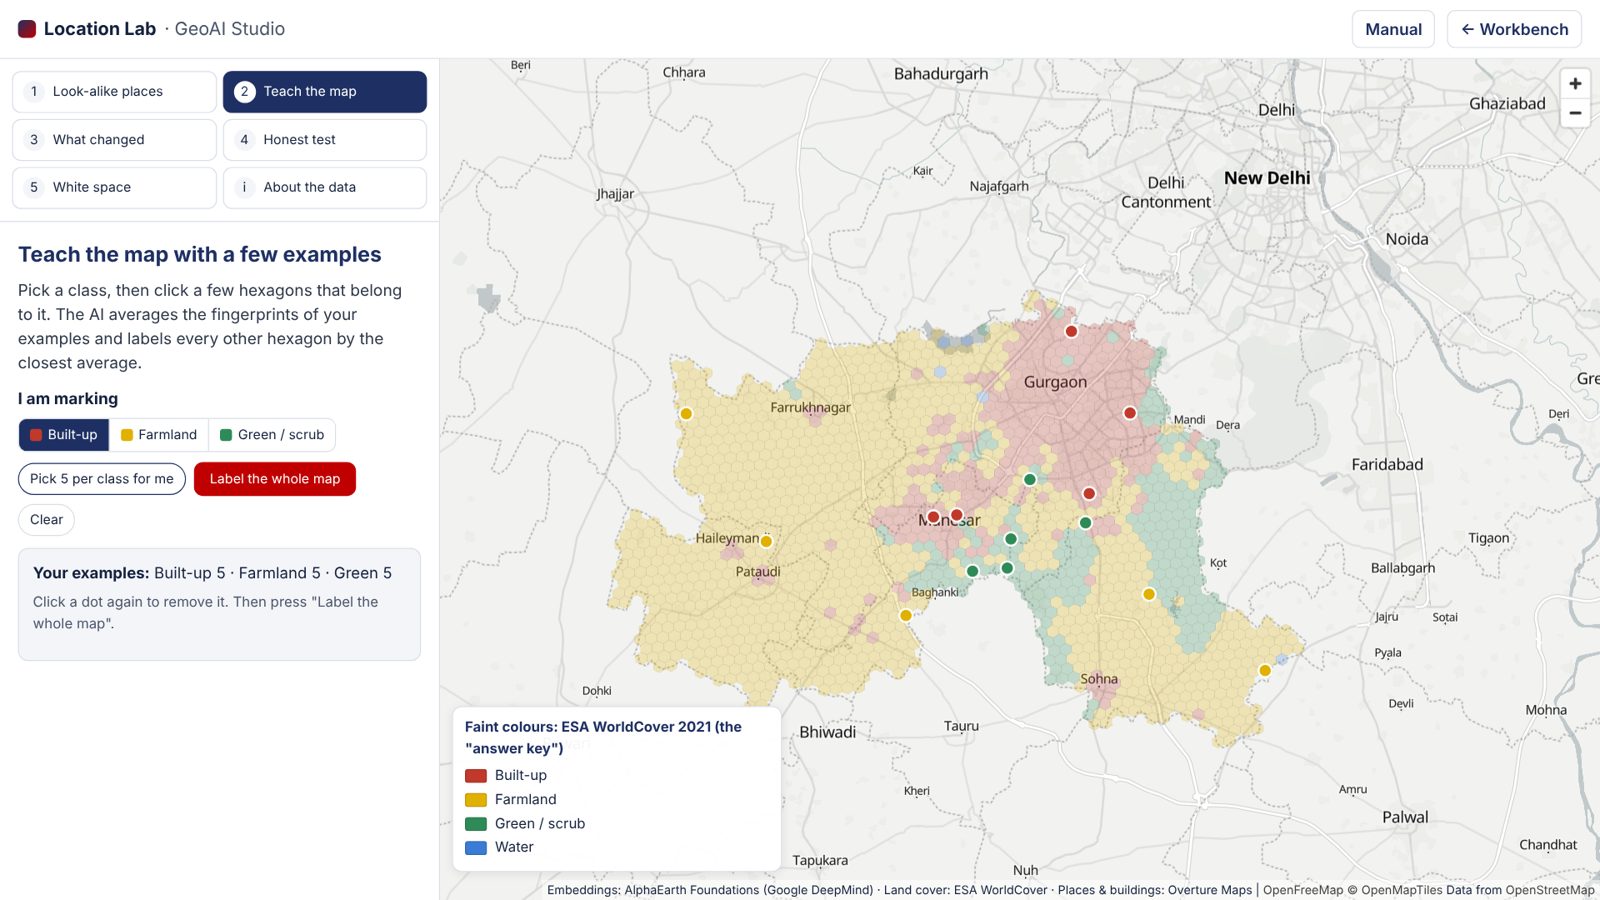 Location Lab · GeoAI Studio
Manual
← Workbench
1 Look-alike places
2 Teach the map
3 What changed
4 Honest test
5 White space
i About the data
Teach the map with a few examples
Pick a class, then click a few hexagons that belong
to it. The AI averages the fingerprints of your
examples and labels every other hexagon by the
closest average.
I am marking
Built-up
Farmland
Green / scrub
Pick 5 per class for me
Label the whole map
Clear
Your examples: Built-up 5 · Farmland 5 · Green 5
Click a dot again to remove it. Then press "Label the
whole map".
+
−
Beri
Chhara
Bahadurgarh
Delhi
Ghaziabad
Kair
Jhajjar
Najafgarh
Delhi
Cantonment
New Delhi
Noida
Gurgaon
Farrukhnagar
Mandi
Dera
Gre
Deri
Faridabad
Manesar
Haileyman
Pataudi
Baghanki
Tigaon
Kot
Ballabgarh
Jajru
Sotai
Pyala
Sohna
Dohki
Devli
Mohna
Bhiwadi
Tauru
Kheri
Amru
Palwal
Chandhat
Tapukara
Nuh
Faint colours: ESA WorldCover 2021 (the
"answer key")
Built-up
Farmland
Green / scrub
Water
Embeddings: AlphaEarth Foundations (Google DeepMind) · Land cover: ESA WorldCover · Places & buildings: Overture Maps | OpenFreeMap © OpenMapTiles Data from OpenStreetMap